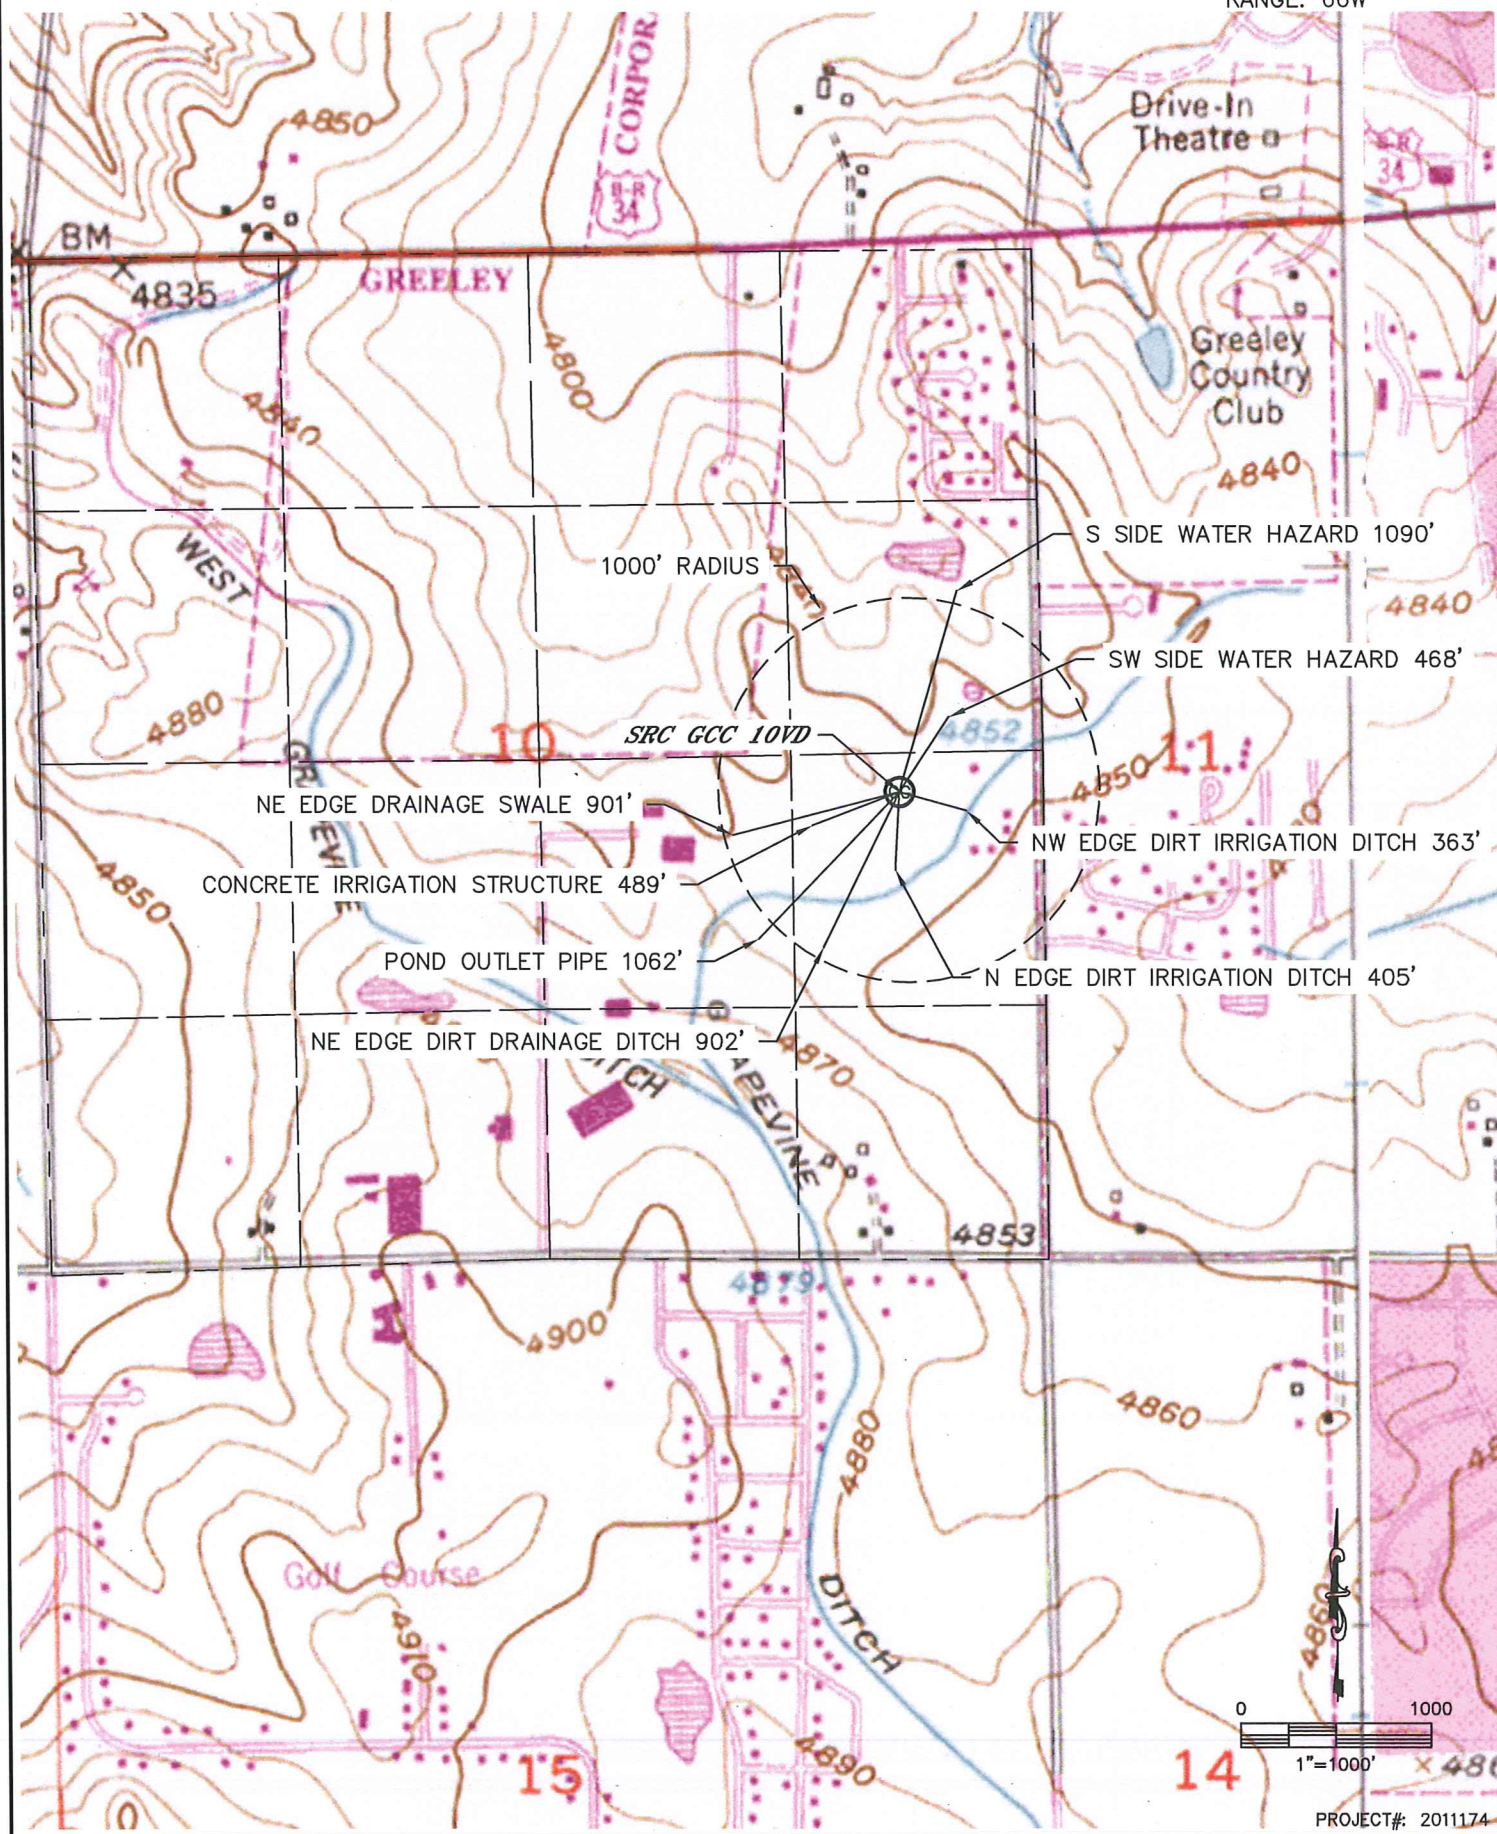 RANGE: 66W
CORPOR
4850
Drive-In
Theatre
B-R
34
B-R
34
BM
4835
GREELEY
Greeley
Country
Club
4800
4840
4840
S SIDE WATER HAZARD 1090'
WEST
1000' RADIUS
4840
SW SIDE WATER HAZARD 468'
4880
10
SRC GCC 10VD
4852
11
4850
NE EDGE DRAINAGE SWALE 901'
NW EDGE DIRT IRRIGATION DITCH 363'
4850
CONCRETE IRRIGATION STRUCTURE 489'
POND OUTLET PIPE 1062'
N EDGE DIRT IRRIGATION DITCH 405'
NE EDGE DIRT DRAINAGE DITCH 902'
4870
APEVINE
4853
4879
4900
4860
4880
Golf Course
DITCH
4910
4860
0 1000
4890
15
14
1"=1000'
PROJECT#: 2011174